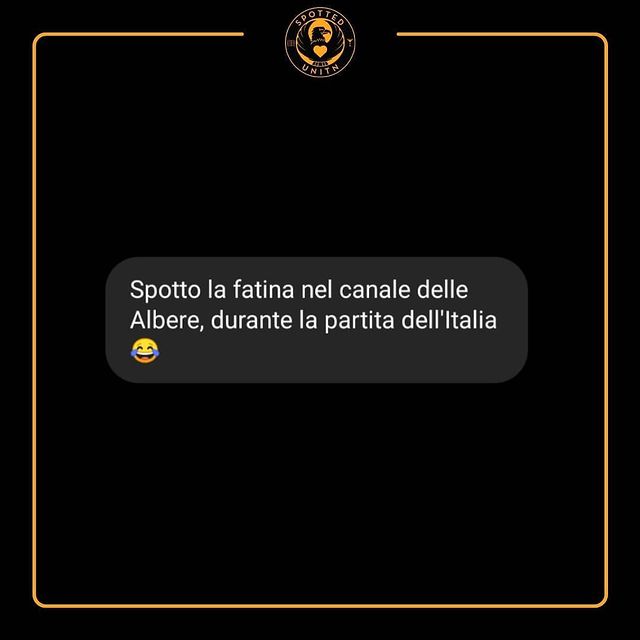 SPOTTED
UNITN
Spotto la fatina nel canale delle
Albere, durante la partita dell'Italia
😂